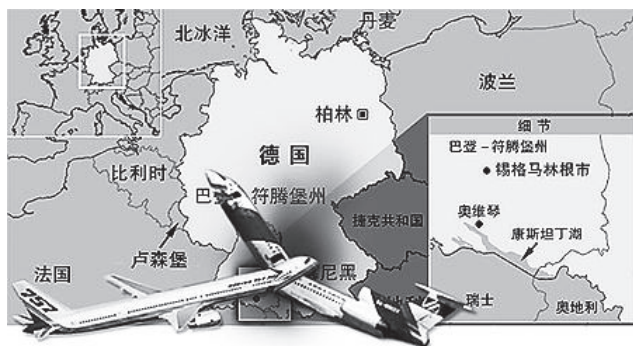 北冰洋
丹麦
波兰
柏林
德国
比利时
巴登 符腾堡州
卢森堡
法国
捷克共和国
尼黑
757
细节
巴登-符腾堡州
锡格马林根市
奥维琴
康斯坦丁湖
瑞士
奥地利